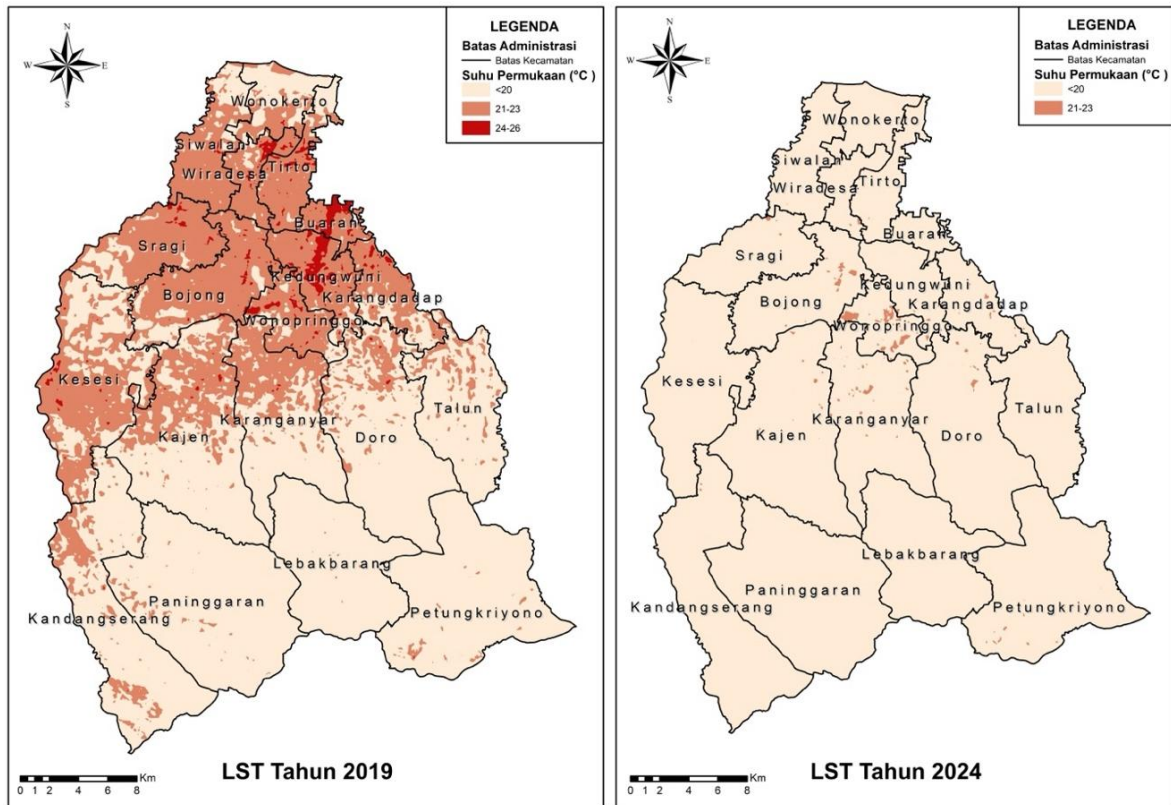 N
W
E
S
LEGENDA
Batas Administrasi
Batas Kecamatan
Suhu Permukaan (°C )
<20
21-23
24-26
Wonokerto
Siwalan
Tirto
Wiradesa
Buaran
Sragi
Kedungwuni
Bojong
Karangdadap
Wonopringgo
Kesesi
Talun
Karanganyar
Kajen
Doro
Lebakbarang
Paninggaran
Petungkriyono
Kandangserang
0 1 2 4 6 8
Km
LST Tahun 2019
N
W
E
S
LEGENDA
Batas Administrasi
Batas Kecamatan
Suhu Permukaan (°C )
<20
21-23
Wonokerto
Siwalan
Tirto
Wiradesa
Buaran
Sragi
Kedungwuni
Bojong
Karangdadap
Wonopringgo
Kesesi
Talun
Karanganyar
Kajen
Doro
Lebakbarang
Paninggaran
Petungkriyono
Kandangserang
0 1 2 4 6 8
Km
LST Tahun 2024